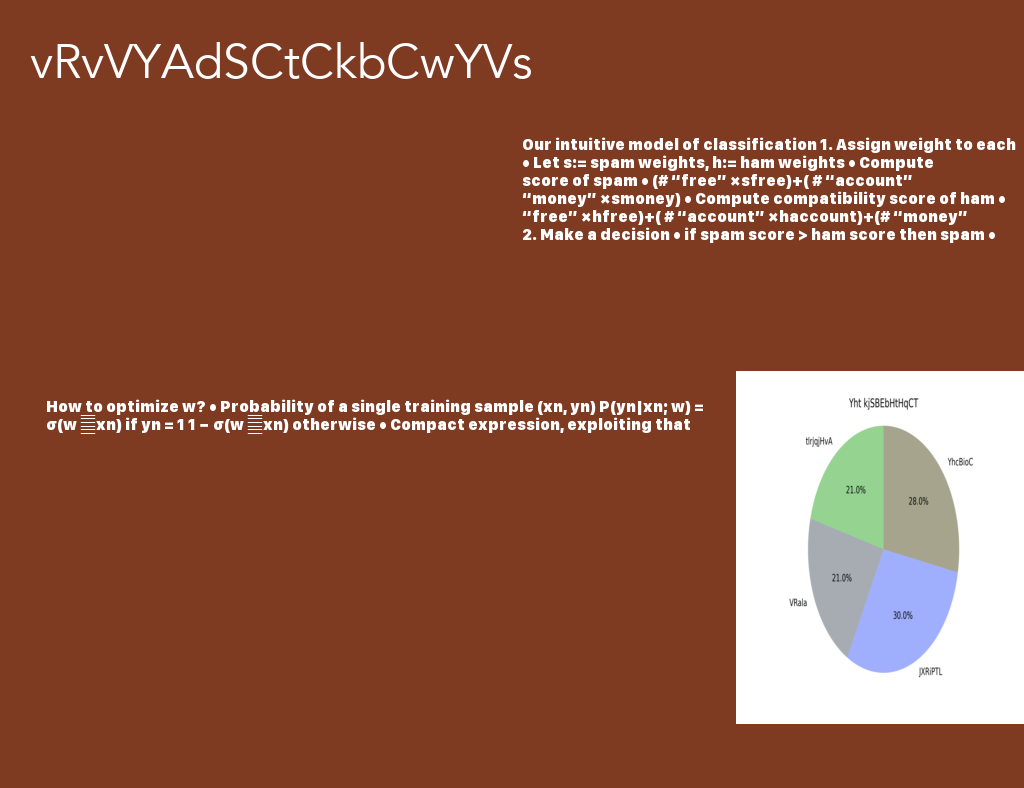 vRvVYAdSCtCkbCwYVs
Our intuitive model of classification 1. Assign weight to each
• Let s:= spam weights, h:= ham weights • Compute
score of spam • (# “free” ×sfree)+( # “account”
“money” ×smoney) • Compute compatibility score of ham •
“free” ×hfree)+( # “account” ×haccount)+(# “money”
2. Make a decision • if spam score > ham score then spam •
How to optimize w? • Probability of a single training sample (xn, yn) P(yn|xn; w) =
σ(w xn) if yn = 1 1 − σ(w xn) otherwise • Compact expression, exploiting that
Yht kjSBEbHtHqCT
tIrjqjHvA
YhcBioC
21.0%
28.0%
21.0%
VRala
30.0%
JXRiPTL